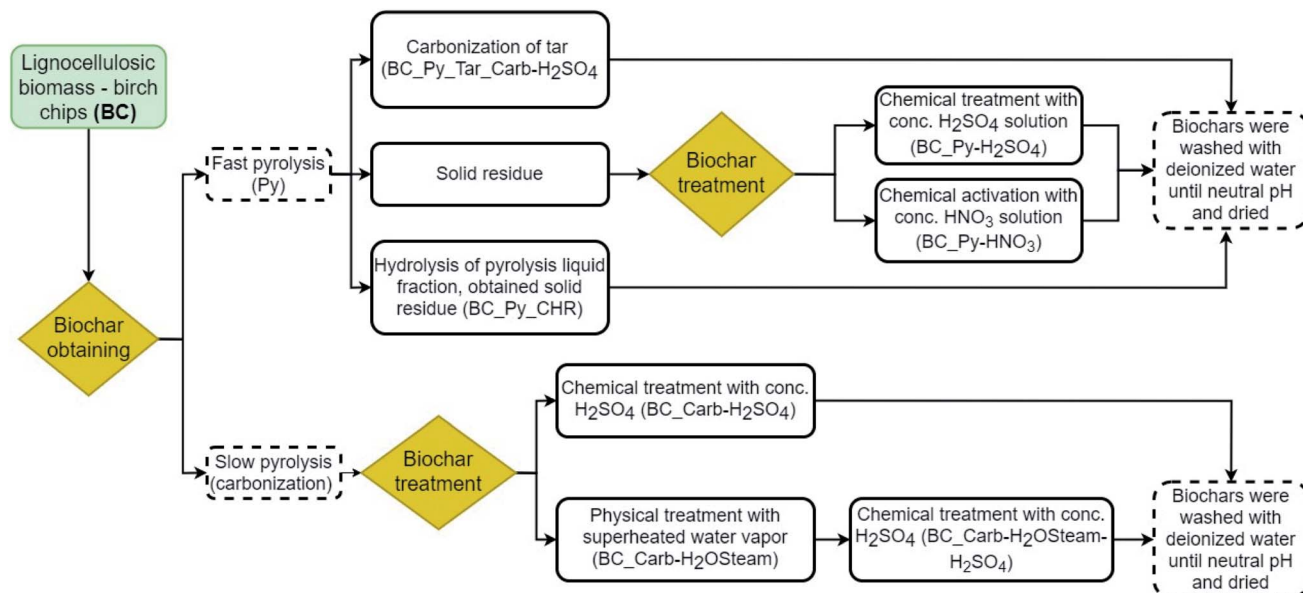 Lignocellulosic
biomass - birch
chips (BC)
Biochar
obtaining
Fast pyrolysis
(Py)
Carbonization of tar
(BC_Py_Tar_Carb-H₂SO₄
Solid residue
Hydrolysis of pyrolysis liquid
fraction, obtained solid
residue (BC_Py_CHR)
Biochar
treatment
Chemical treatment with
conc. H₂SO₄ solution
(BC_Py-H₂SO₄)
Chemical activation with
conc. HNO₃ solution
(BC_Py-HNO₃)
Biochars were
washed with
deionized water
until neutral pH
and dried
Slow pyrolysis
(carbonization)
Biochar
treatment
Chemical treatment with conc.
H₂SO₄ (BC_Carb-H₂SO₄)
Physical treatment with
superheated water vapor
(BC_Carb-H₂OSteam)
Chemical treatment with conc.
H₂SO₄ (BC_Carb-H₂OSteam-
H₂SO₄)
Biochars were
washed with
deionized water
until neutral pH
and dried